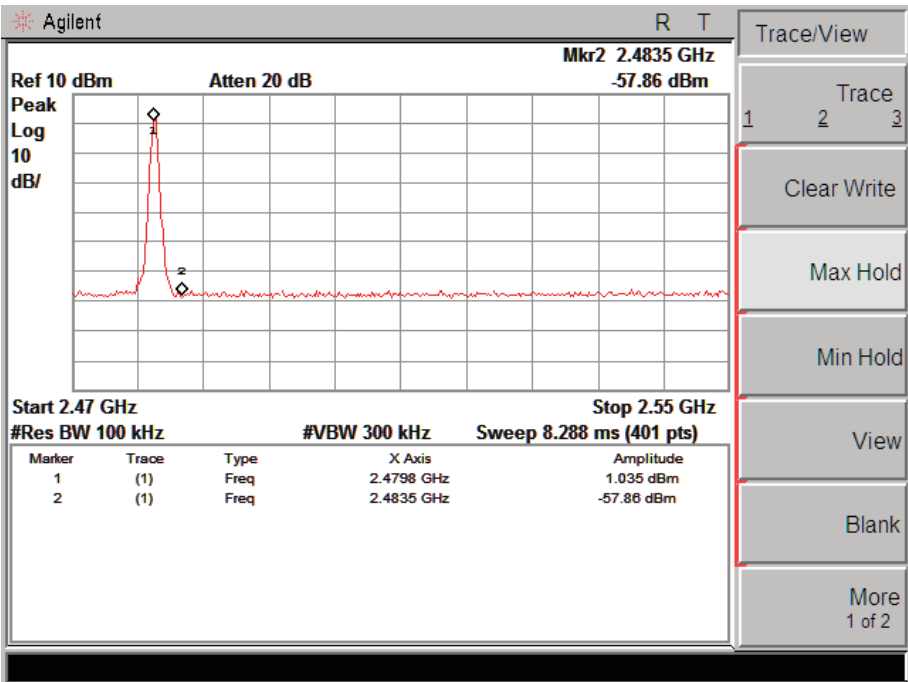 Agilent R T
Mkr2 2.4835 GHz
Ref 10 dBm Atten 20 dB -57.86 dBm
Peak
Log
10
dB/
1
2
Start 2.47 GHz Stop 2.55 GHz
#Res BW 100 kHz #VBW 300 kHz Sweep 8.288 ms (401 pts)
Marker Trace Type X Axis Amplitude
1 (1) Freq 2.4798 GHz 1.035 dBm
2 (1) Freq 2.4835 GHz -57.86 dBm
Trace/View
Trace
1 2 3
Clear Write
Max Hold
Min Hold
View
Blank
More
1 of 2